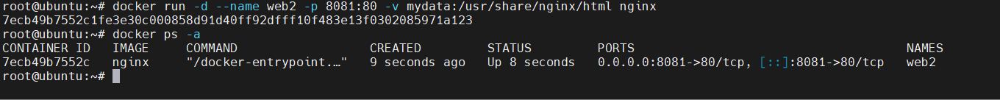 root@ubuntu:~# docker run -d --name web2 -p 8081:80 -v mydata:/usr/share/nginx/html nginx
7ecb49b7552c1fe3e30c000858d91d40ff92dfff10f483e13f0302085971a123
root@ubuntu:~# docker ps -a
CONTAINER ID   IMAGE     COMMAND                  CREATED         STATUS         PORTS                                     NAMES
7ecb49b7552c   nginx     "/docker-entrypoint.…"   9 seconds ago   Up 8 seconds   0.0.0.0:8081->80/tcp, [::]:8081->80/tcp   web2
root@ubuntu:~#